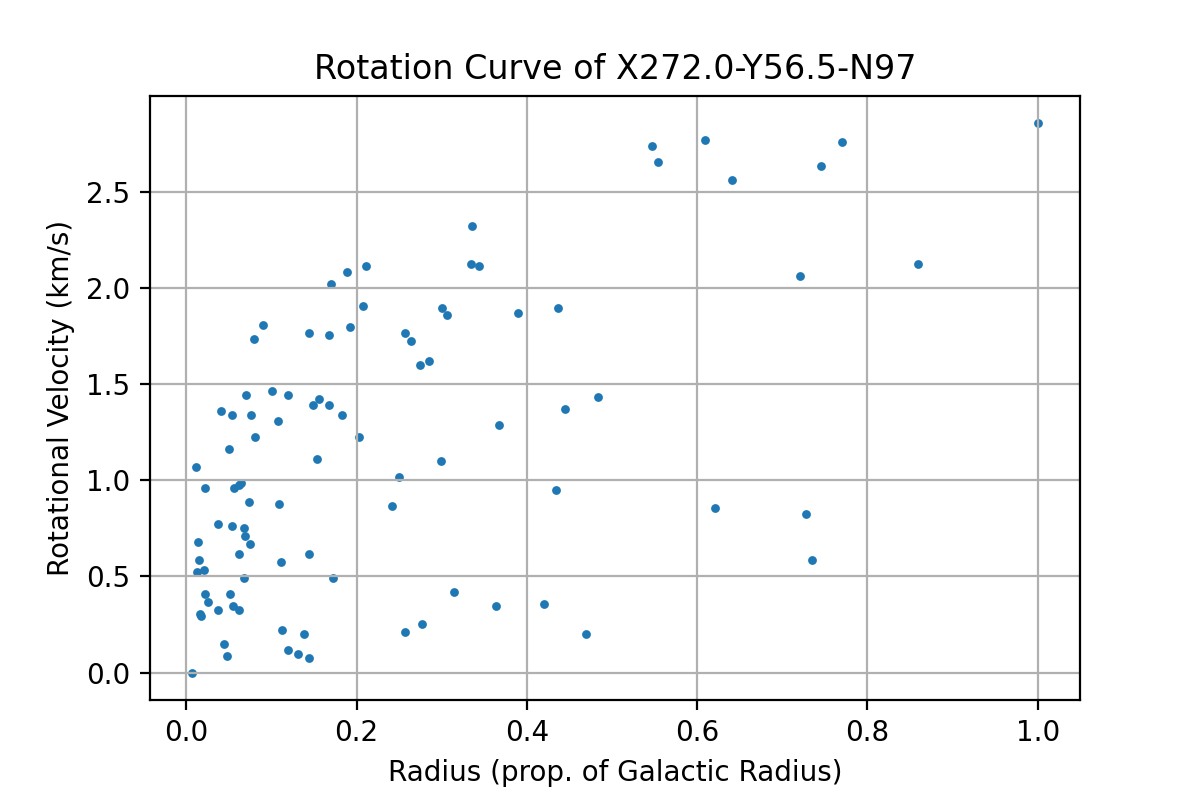 Rotation Curve of X272.0-Y56.5-N97
Rotational Velocity (km/s)
2.5
2.0
1.5
1.0
0.5
0.0
0.0 0.2 0.4 0.6 0.8 1.0
Radius (prop. of Galactic Radius)